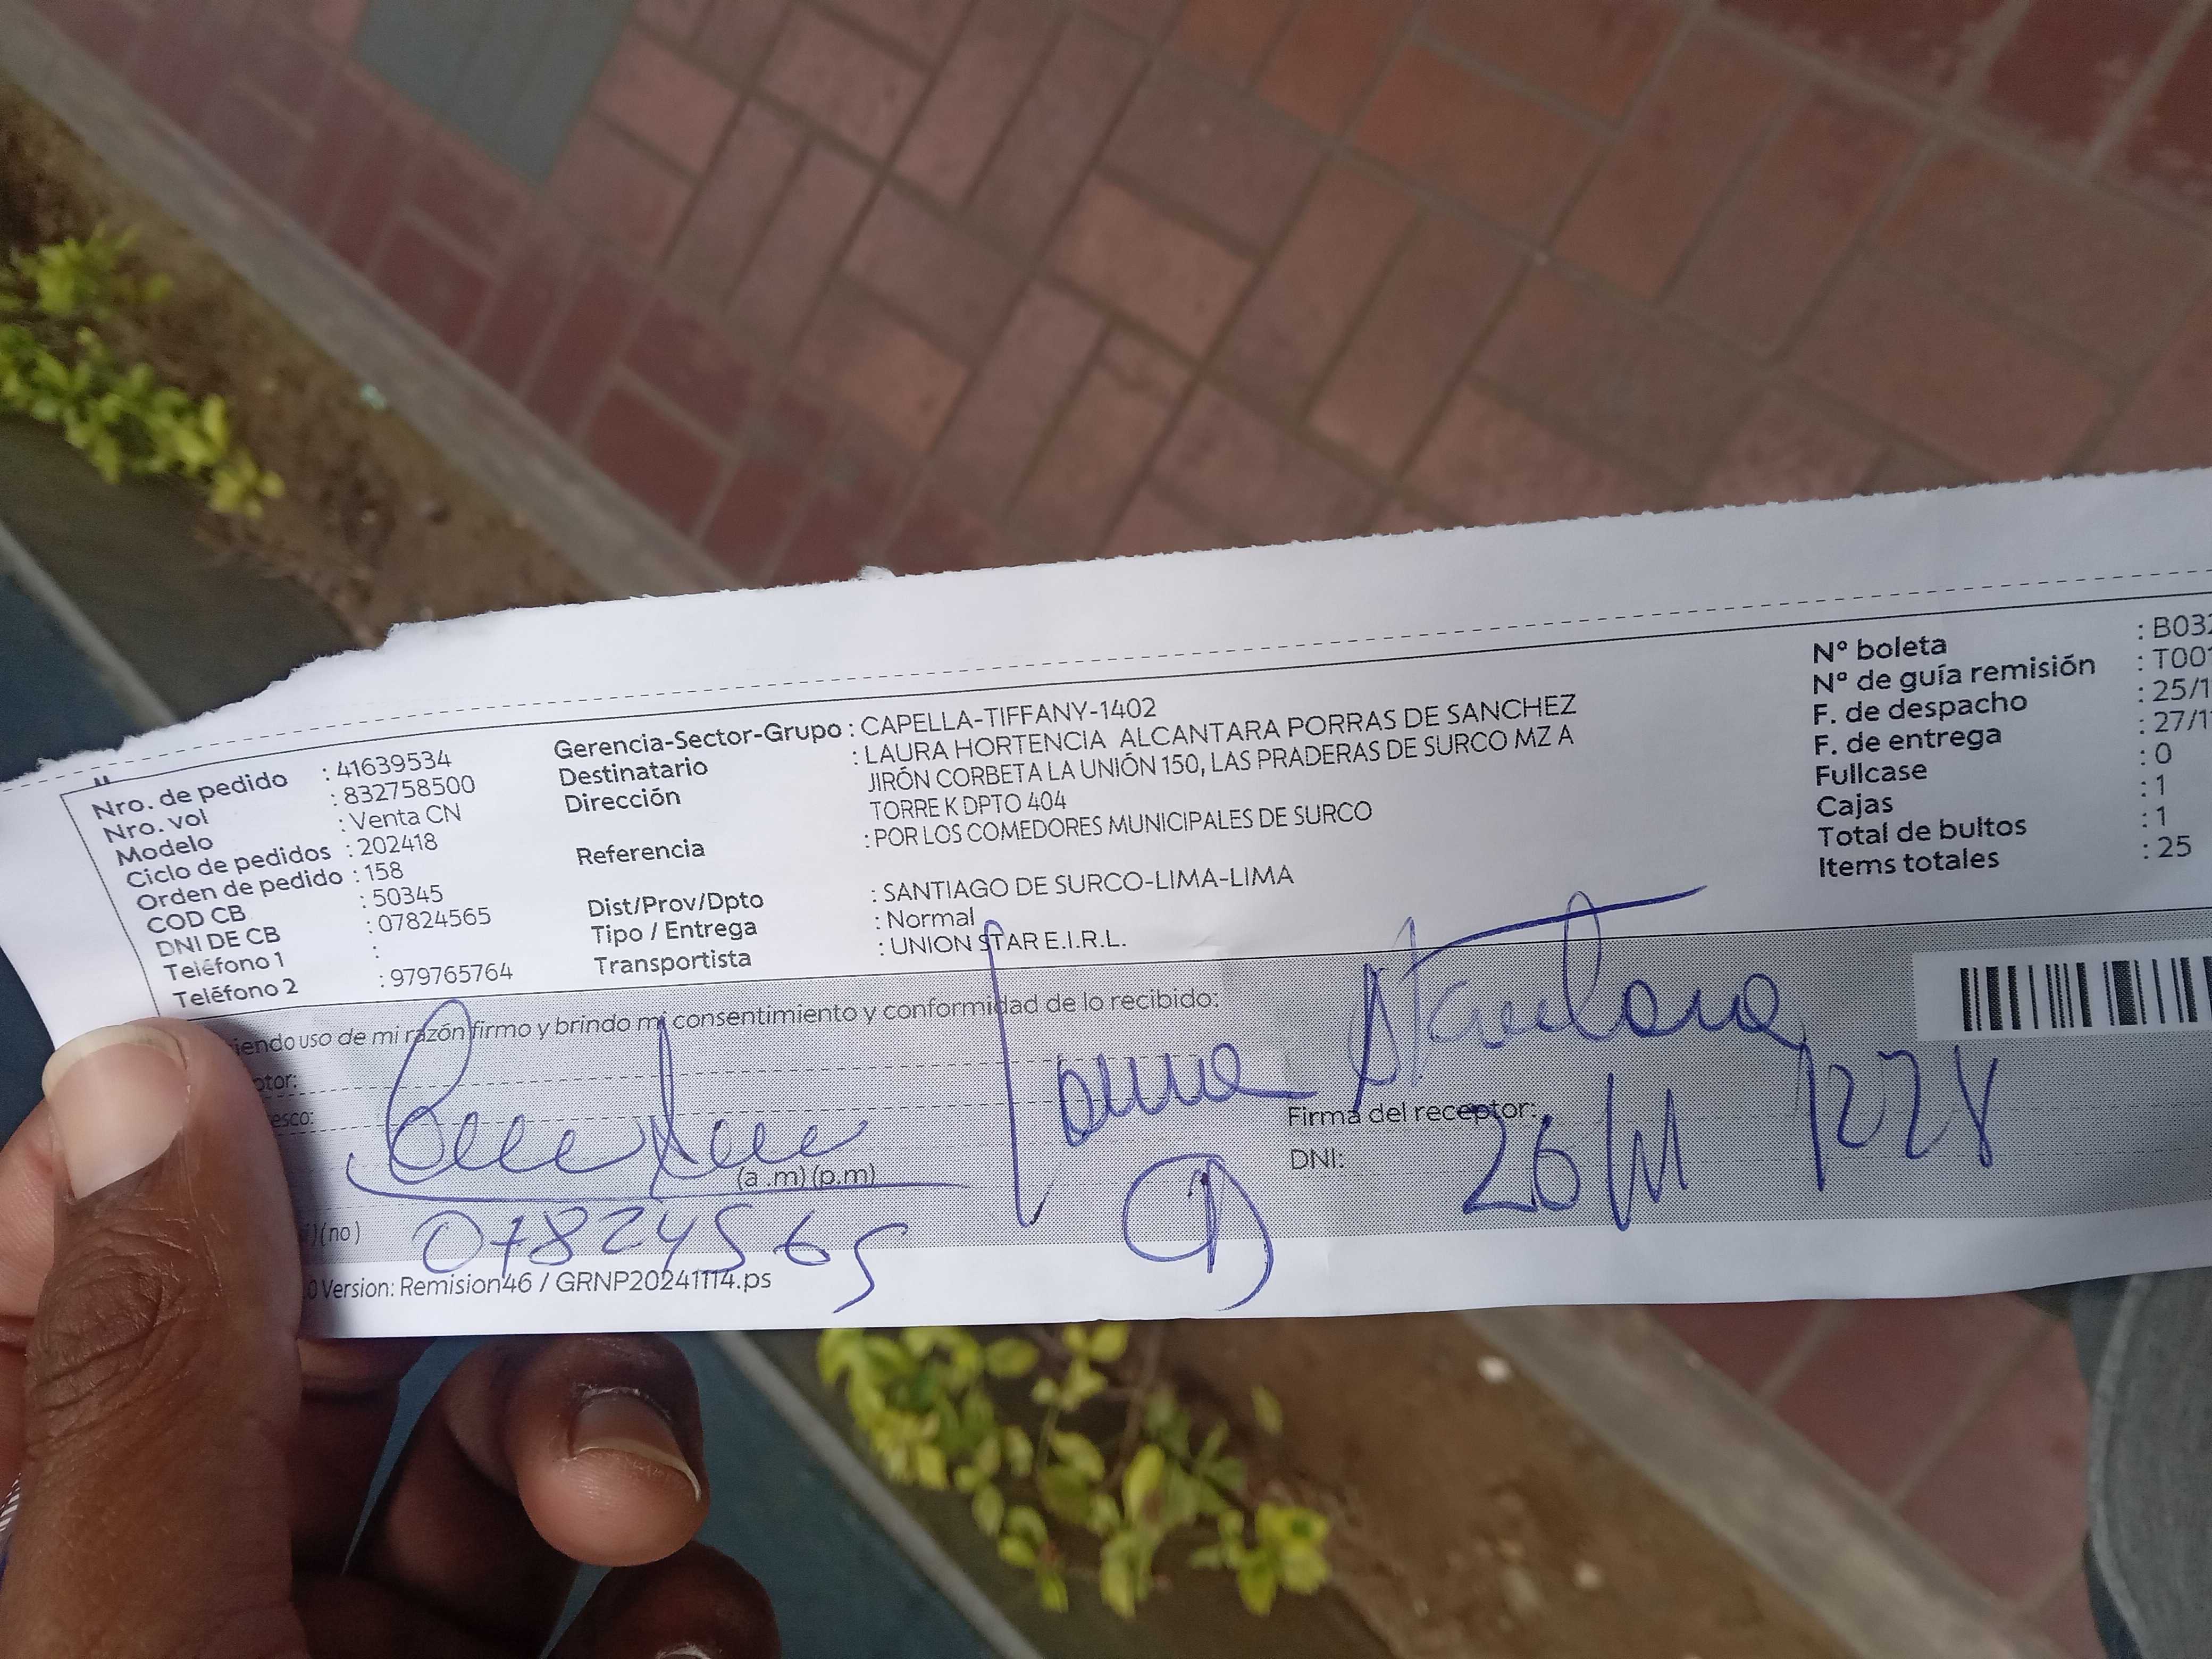 Nro. de pedido : 41639534
Nro. vol : 832758500
Modelo : Venta CN
Ciclo de pedidos : 202418
Orden de pedido : 158
COD CB : 50345
DNI DE CB : 07824565
Teléfono 1 :
Teléfono 2 : 979765764
Gerencia-Sector-Grupo : CAPELLA-TIFFANY-1402
Destinatario : LAURA HORTENCIA ALCANTARA PORRAS DE SANCHEZ
Dirección JIRÓN CORBETA LA UNIÓN 150, LAS PRADERAS DE SURCO MZ A
TORRE K DPTO 404
Referencia : POR LOS COMEDORES MUNICIPALES DE SURCO
Dist/Prov/Dpto : SANTIAGO DE SURCO-LIMA-LIMA
Tipo / Entrega : Normal
Transportista : UNION STAR E.I.R.L.
Nº boleta : B03
Nº de guía remisión : T001
F. de despacho : 25/1
F. de entrega : 27/1
Fullcase : 0
Cajas : 1
Total de bultos : 1
Items totales : 25
iendo uso de mi razón firmo y brindo mi consentimiento y conformidad de lo recibido:
ptor:
esco:
Firma del receptor:
(a .m) (p.m) DNI:
)(no) 07824565
0 Version: Remision46 / GRNP20241114.ps